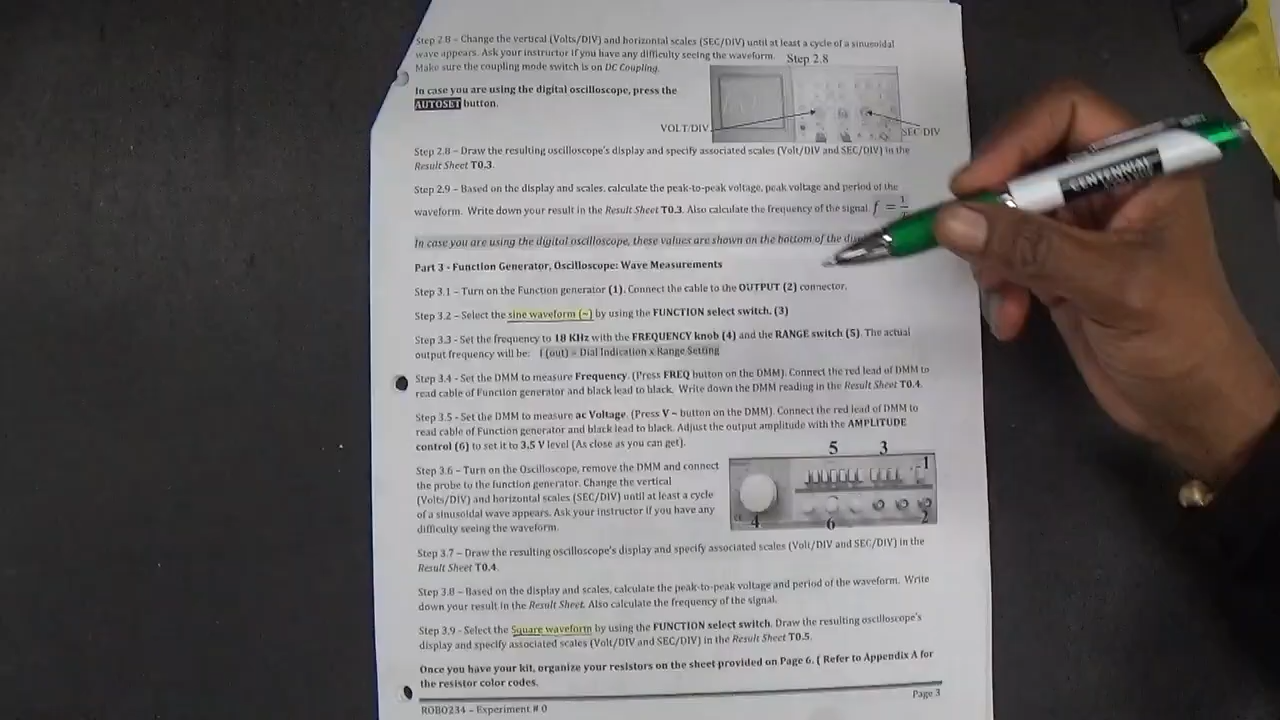 Step 2.8 – Change the vertical (Volts/DIV) and horizontal scales (SEC/DIV) until at least a cycle of a sinusoidal
wave appears. Ask your instructor if you have any difficulty seeing the waveform.
Step 2.8
Make sure the coupling mode switch is on DC Coupling.
In case you are using the digital oscilloscope, press the
AUTOSET button.
VOLT/DIV
SEC DIV
Step 2.8 – Draw the resulting oscilloscope's display and specify associated scales (Volt/DIV and SEC/DIV) in the
Result Sheet T0.3.
Step 2.9 – Based on the display and scales, calculate the peak-to-peak voltage, peak voltage and period of the
waveform. Write down your result in the Result Sheet T0.3. Also calculate the frequency of the signal f = 1/
In case you are using the digital oscilloscope, these values are shown on the bottom of the
Part 3 - Function Generator, Oscilloscope: Wave Measurements
Step 3.1 – Turn on the Function generator (1). Connect the cable to the OUTPUT (2) connector.
Step 3.2 – Select the sine waveform (~) by using the FUNCTION select switch. (3)
Step 3.3 – Set the frequency to 18 KHz with the FREQUENCY knob (4) and the RANGE switch (5). The actual
output frequency will be: f (out) = Dial Indication x Range Setting
Step 3.4 - Set the DMM to measure Frequency. (Press FREQ button on the DMM). Connect the red lead of DMM to
read cable of Function generator and black lead to black. Write down the DMM reading in the Result Sheet T0.4.
Step 3.5 - Set the DMM to measure ac Voltage. (Press V ~ button on the DMM). Connect the red lead of DMM to
read cable of Function generator and black lead to black. Adjust the output amplitude with the AMPLITUDE
control (6) to set it to 3.5 V level (As close as you can get).
5 3 1
4 6 2
Step 3.6 – Turn on the Oscilloscope, remove the DMM and connect
the probe to the function generator. Change the vertical
(Volts/DIV) and horizontal scales (SEC/DIV) until at least a cycle
of a sinusoidal wave appears. Ask your instructor if you have any
difficulty seeing the waveform.
Step 3.7 – Draw the resulting oscilloscope's display and specify associated scales (Volt/DIV and SEC/DIV) in the
Result Sheet T0.4.
Step 3.8 – Based on the display and scales, calculate the peak-to-peak voltage and period of the waveform. Write
down your result in the Result Sheet. Also calculate the frequency of the signal.
Step 3.9 - Select the Square waveform by using the FUNCTION select switch. Draw the resulting oscilloscope's
display and specify associated scales (Volt/DIV and SEC/DIV) in the Result Sheet T0.5.
Once you have your kit, organize your resistors on the sheet provided on Page 6. ( Refer to Appendix A for
the resistor color codes.
Page 3
ROBO234 – Experiment # 0
CENTENNIAL